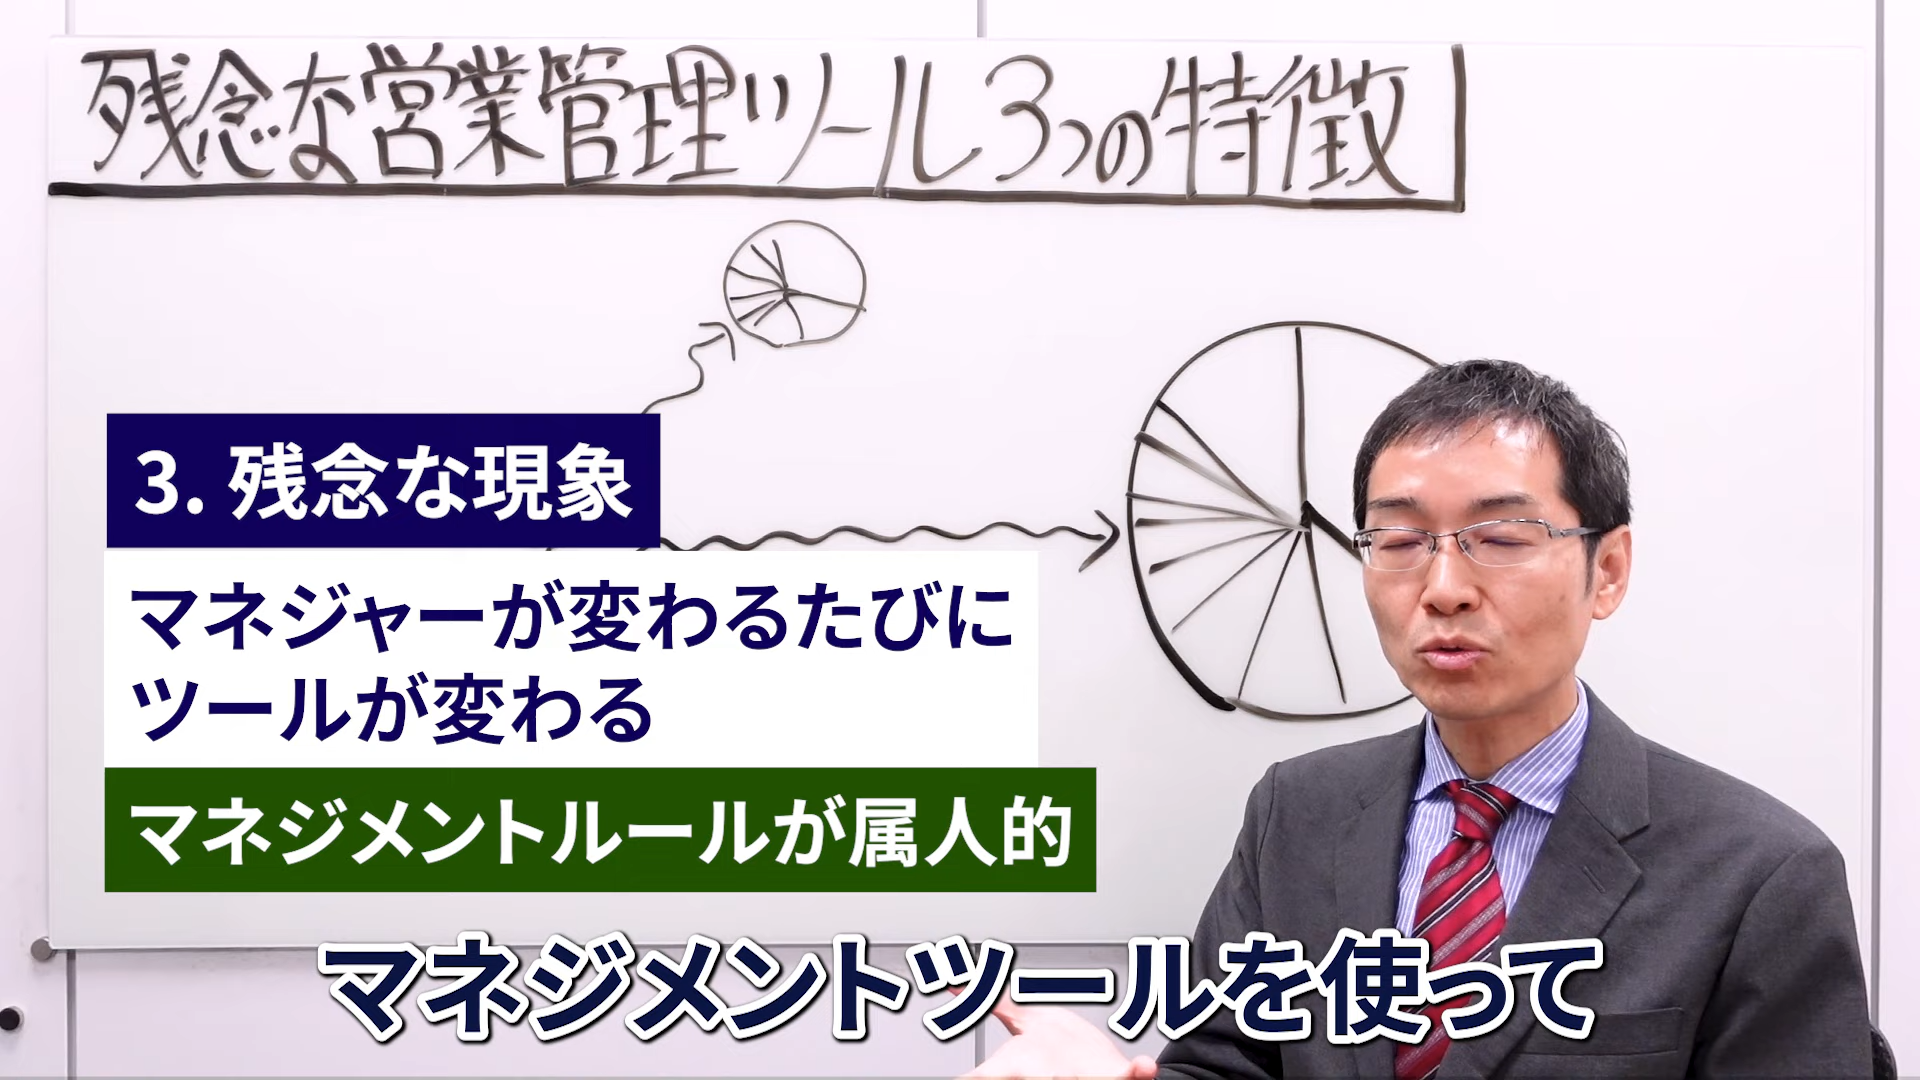 残念な営業管理ツール3つの特徴
3. 残念な現象
マネジャーが変わるたびに
ツールが変わる
マネジメントルールが属人的
マネジメントツールを使って